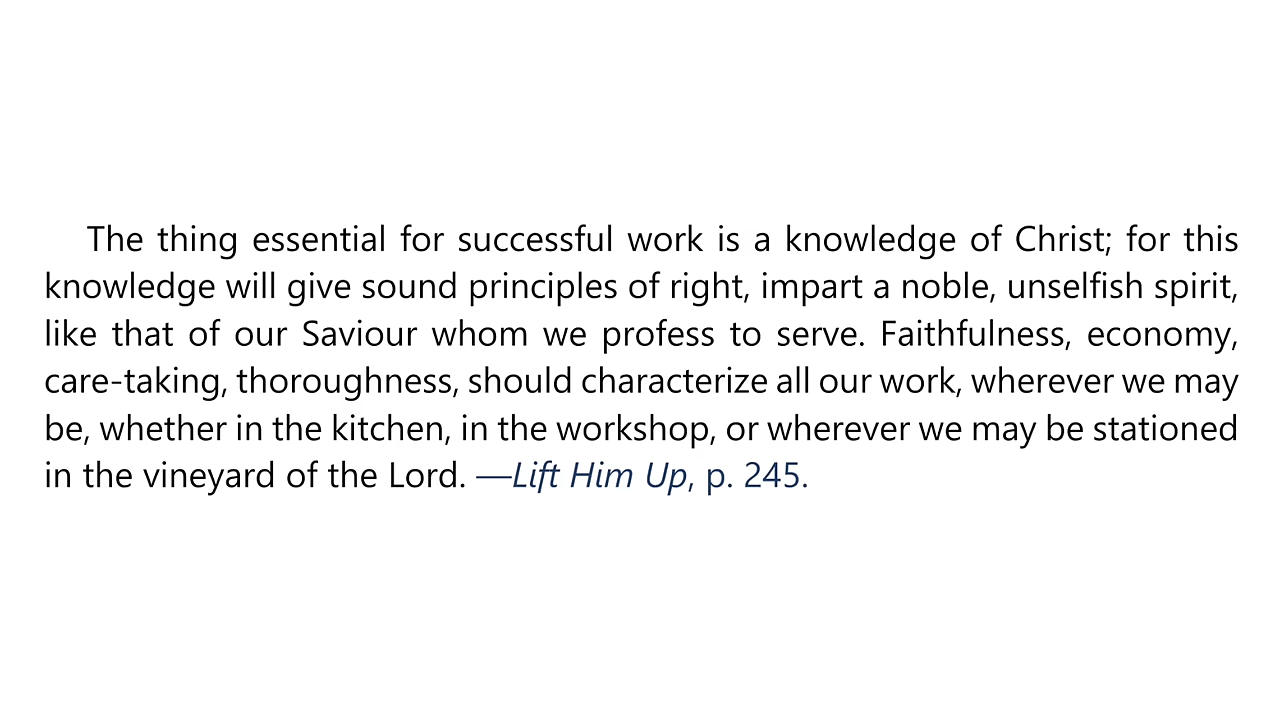 The thing essential for successful work is a knowledge of Christ; for this
knowledge will give sound principles of right, impart a noble, unselfish spirit,
like that of our Saviour whom we profess to serve. Faithfulness, economy,
care-taking, thoroughness, should characterize all our work, wherever we may
be, whether in the kitchen, in the workshop, or wherever we may be stationed
in the vineyard of the Lord. —Lift Him Up, p. 245.